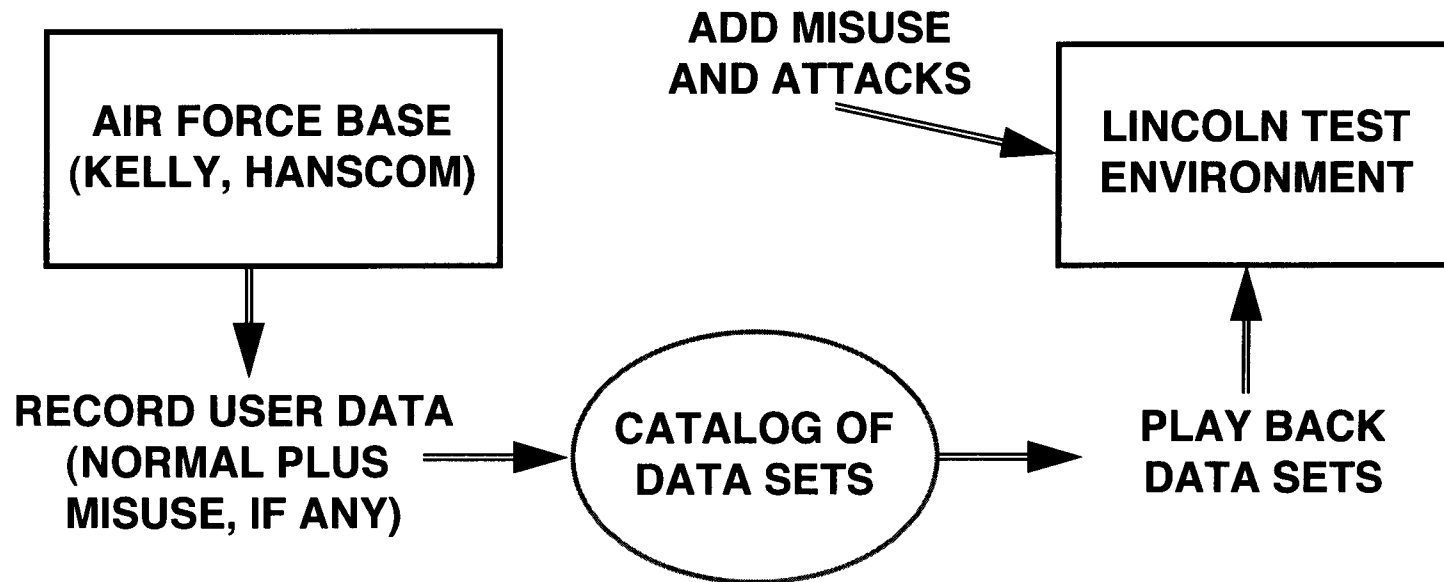 AIR FORCE BASE
(KELLY, HANSCOM)
RECORD USER DATA
(NORMAL PLUS
MISUSE, IF ANY)
CATALOG OF
DATA SETS
PLAY BACK
DATA SETS
ADD MISUSE
AND ATTACKS
LINCOLN TEST
ENVIRONMENT